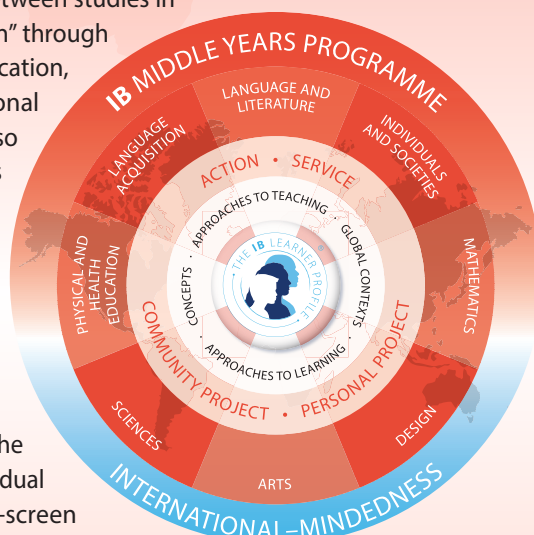 between studies in
n” through
cation,
onal
so
s
he
dual
-screen
IB MIDDLE YEARS PROGRAMME
LANGUAGE AND
LITERATURE
INDIVIDUALS
AND SOCIETIES
MATHEMATICS
DESIGN
ARTS
SCIENCES
PHYSICAL AND
HEALTH
EDUCATION
LANGUAGE
ACQUISITION
ACTION • SERVICE
PERSONAL PROJECT
•
COMMUNITY PROJECT
APPROACHES TO TEACHING ·
GLOBAL CONTEXTS ·
APPROACHES TO LEARNING ·
CONCEPTS ·
• THE IB LEARNER PROFILE •
INTERNATIONAL–MINDEDNESS